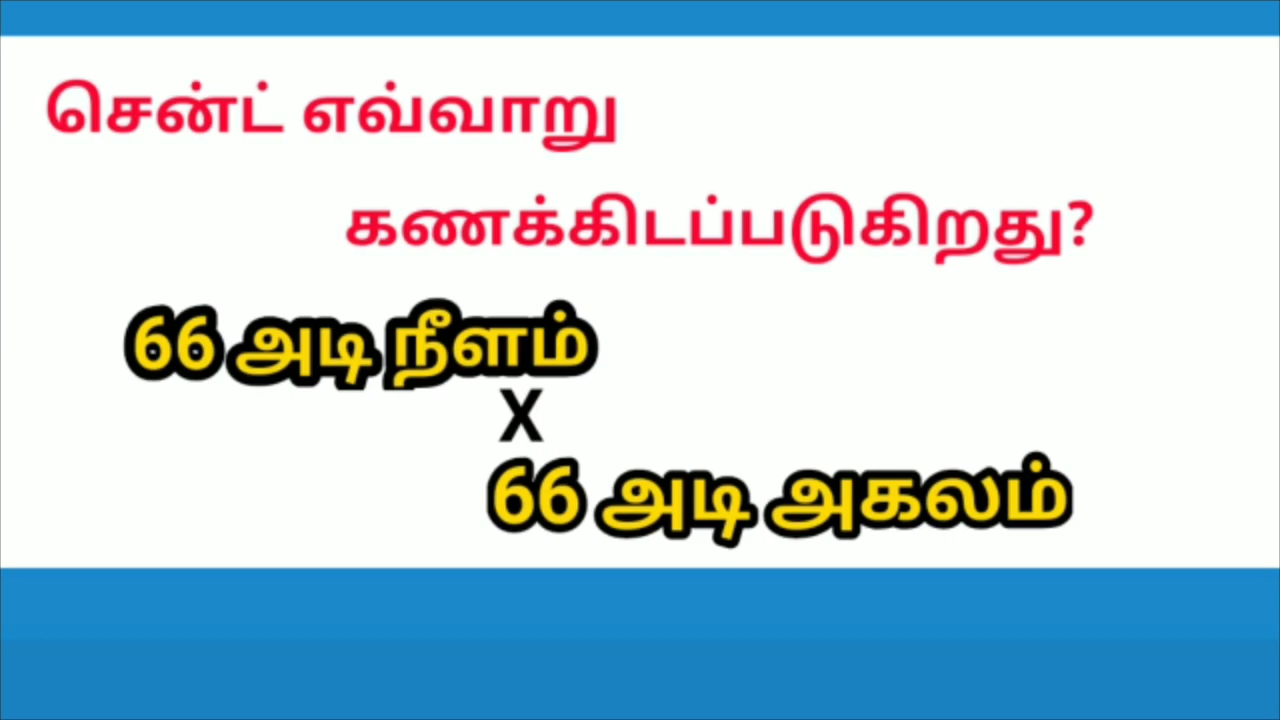 சென்ட் எவ்வாறு
கணக்கிடப்படுகிறது?
66 அடி நீளம்
X
66 அடி அகலம்